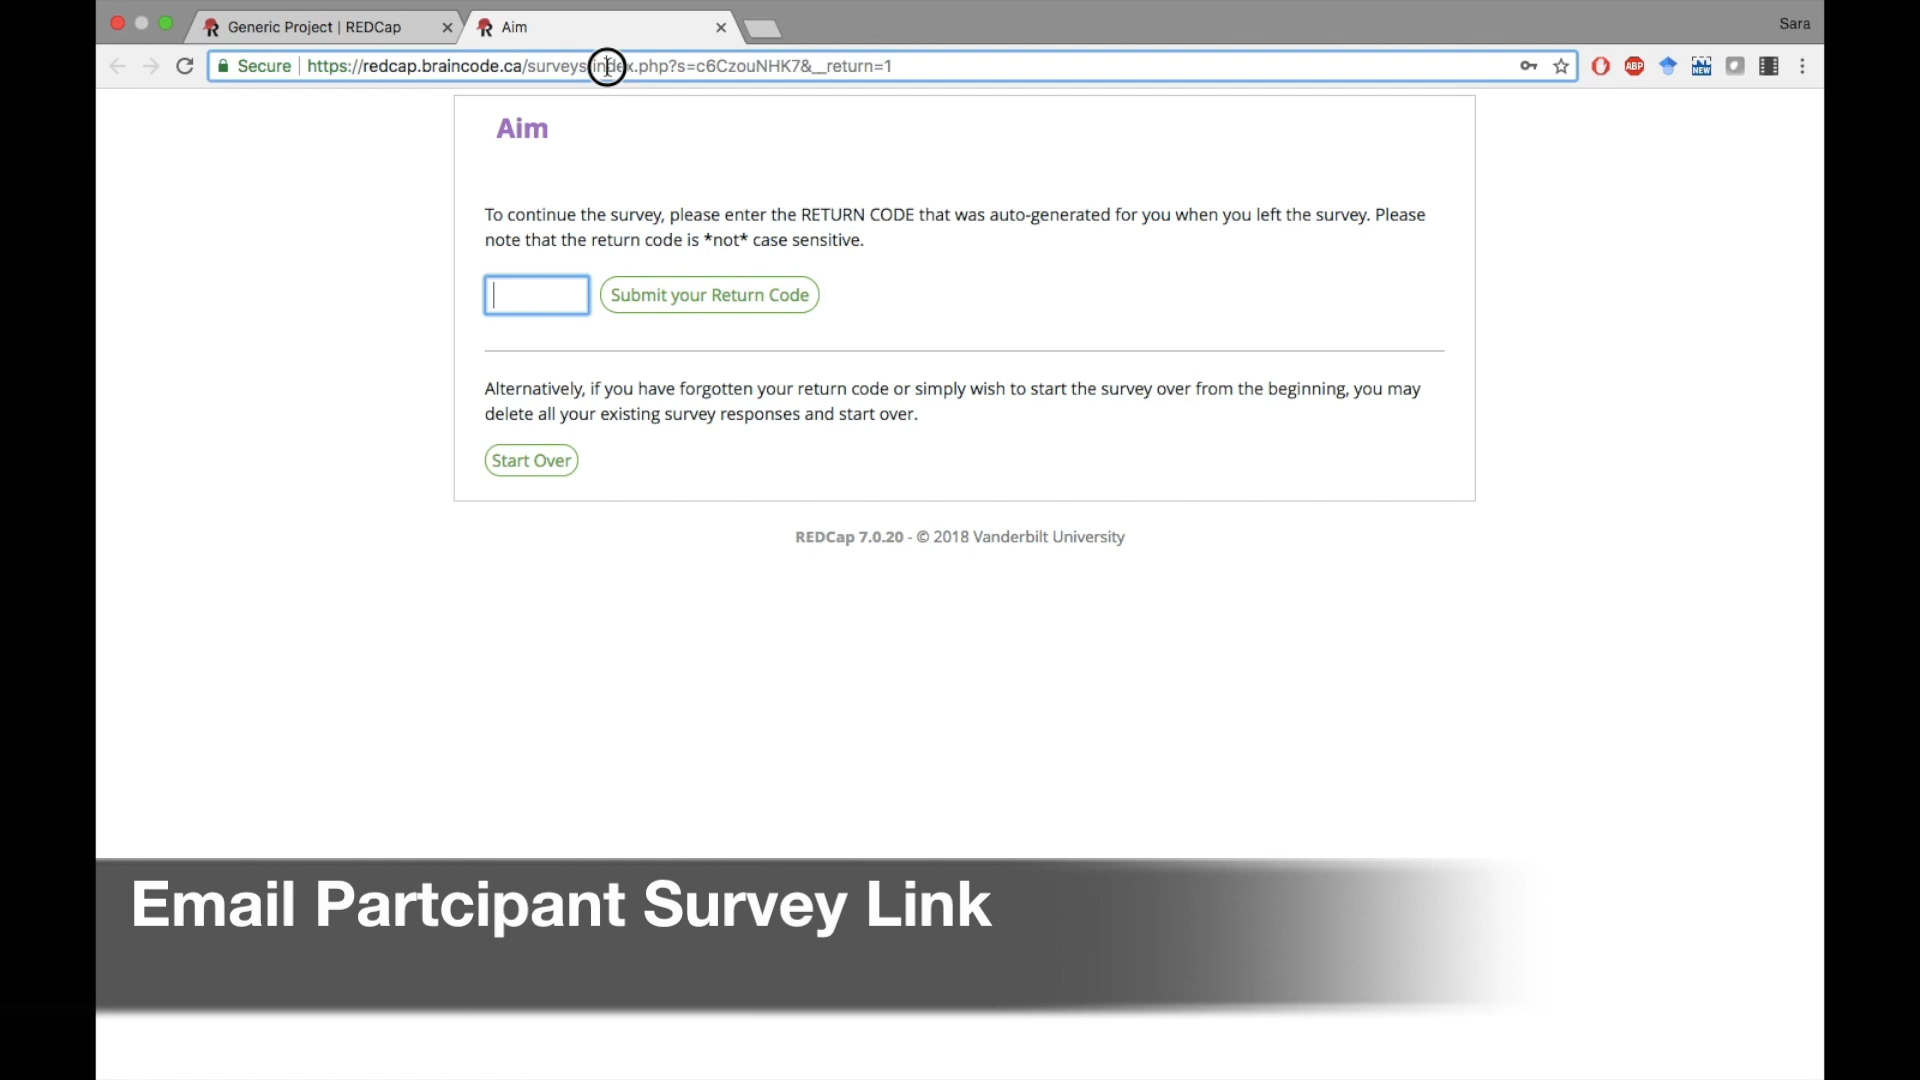 Generic Project | REDCap
Aim
Sara
Secure
https://redcap.braincode.ca/surveys/index.php?s=c6CzouNHK7&__return=1
ABP
NEW
Aim
To continue the survey, please enter the RETURN CODE that was auto-generated for you when you left the survey. Please
note that the return code is *not* case sensitive.
Submit your Return Code
Alternatively, if you have forgotten your return code or simply wish to start the survey over from the beginning, you may
delete all your existing survey responses and start over.
Start Over
REDCap 7.0.20 - © 2018 Vanderbilt University
Email Partcipant Survey Link